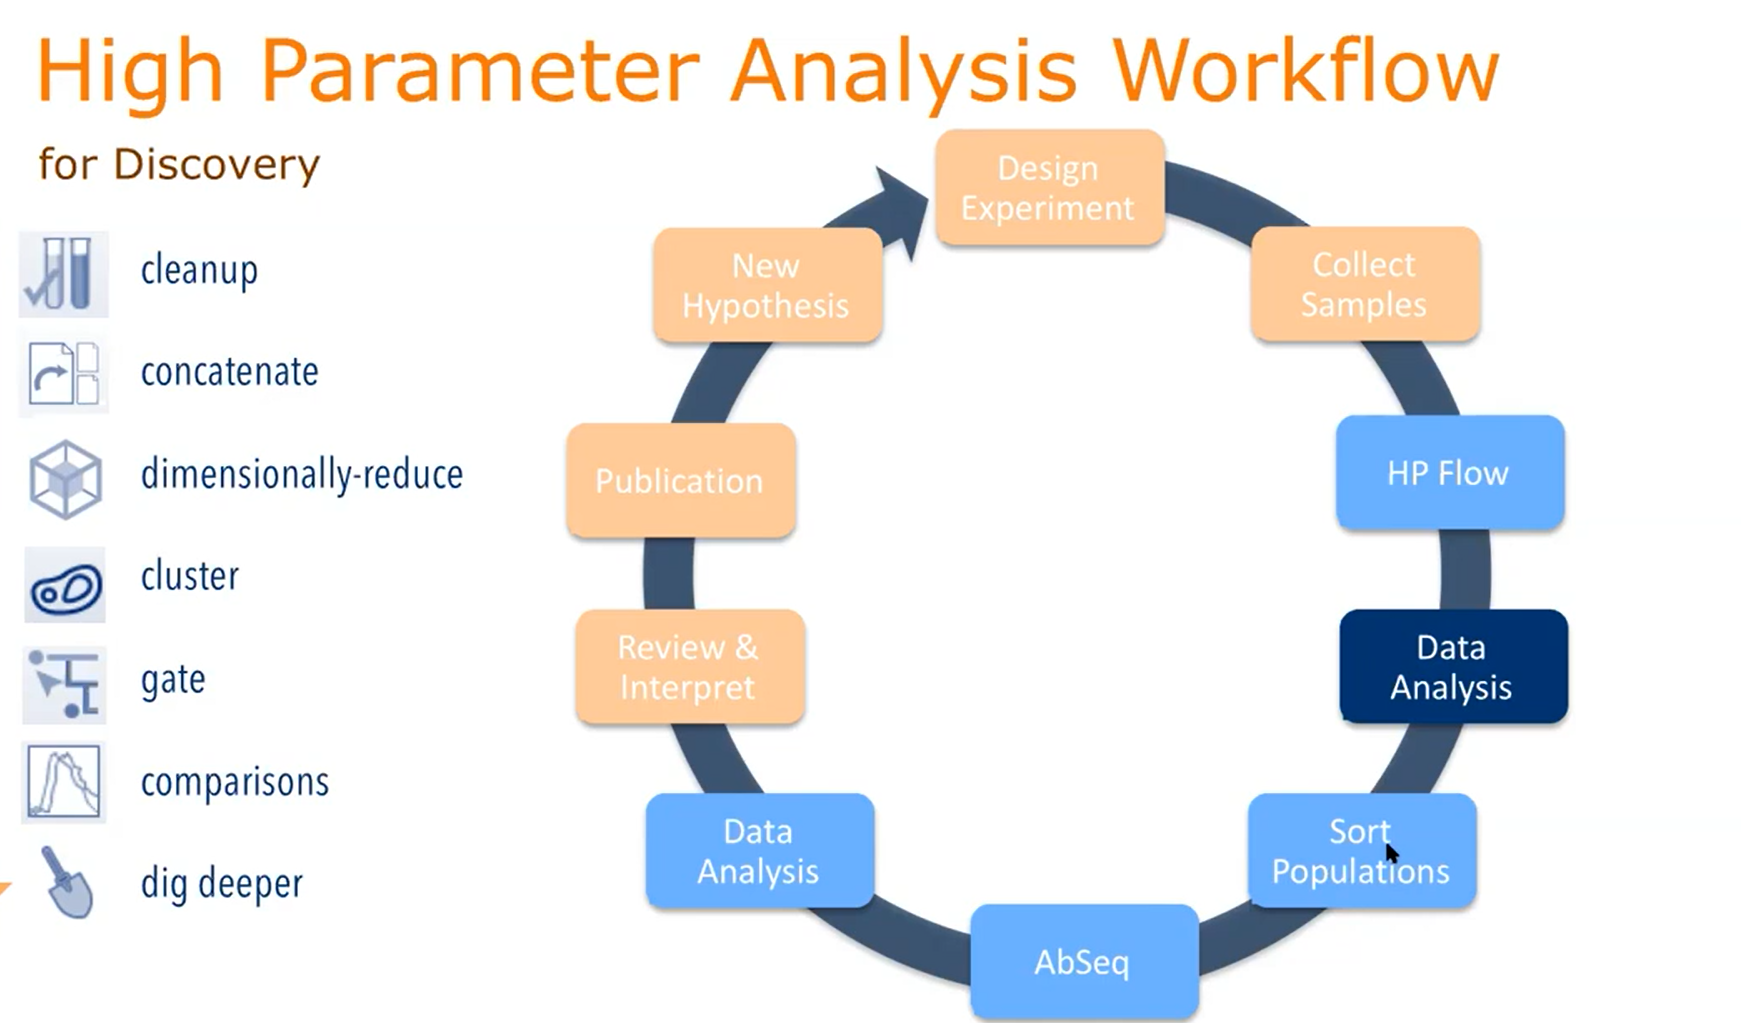 High Parameter Analysis Workflow
for Discovery
cleanup
concatenate
dimensionally-reduce
cluster
gate
comparisons
dig deeper
Design
Experiment
Collect
Samples
HP Flow
Data
Analysis
Sort
Populations
AbSeq
Data
Analysis
Review &
Interpret
Publication
New
Hypothesis